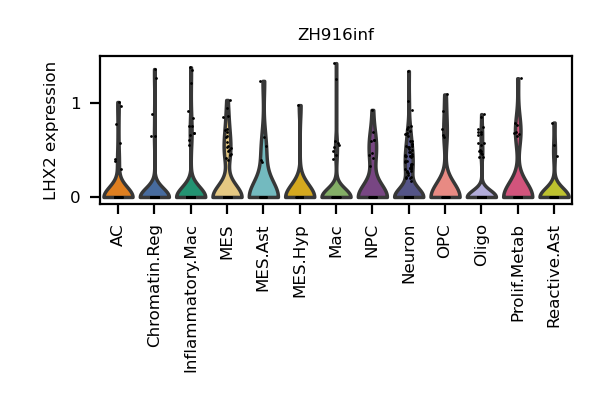 ZH916inf
LHX2 expression
1
0
AC
Chromatin.Reg
Inflammatory.Mac
MES
MES.Ast
MES.Hyp
Mac
NPC
Neuron
OPC
Oligo
Prolif.Metab
Reactive.Ast